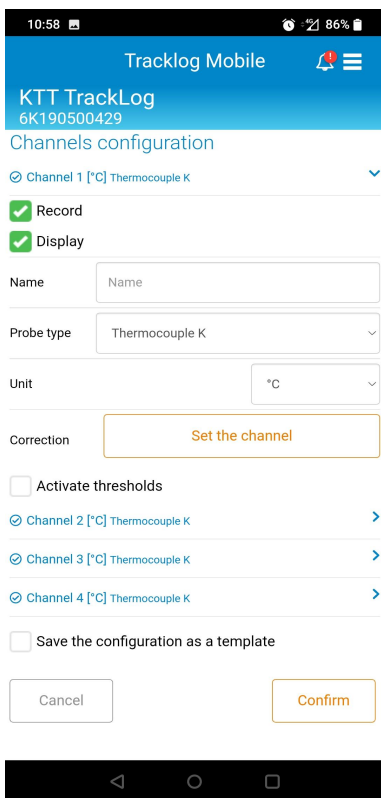 10:58
4G
86%
Tracklog Mobile
KTT TrackLog
6K190500429
Channels configuration
Channel 1 [°C] Thermocouple K
Record
Display
Name Name
Probe type Thermocouple K
Unit °C
Correction Set the channel
Activate thresholds
Channel 2 [°C] Thermocouple K
Channel 3 [°C] Thermocouple K
Channel 4 [°C] Thermocouple K
Save the configuration as a template
Cancel Confirm